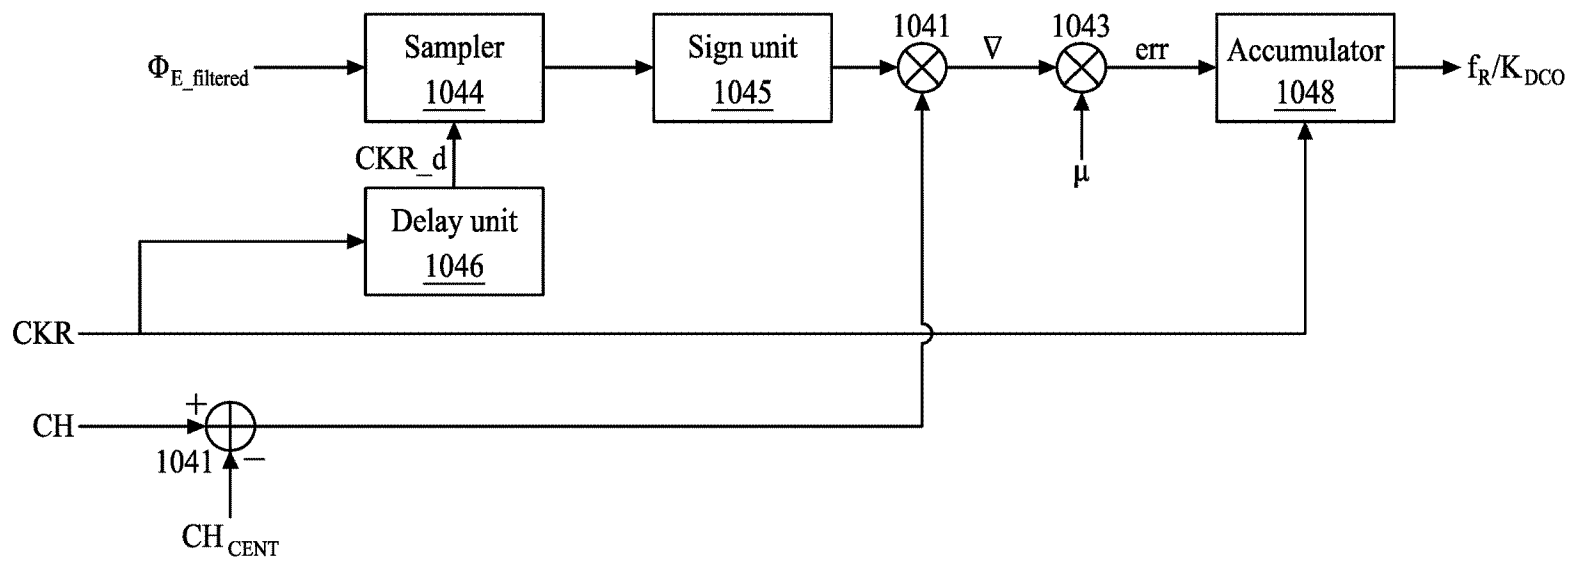 Φ_E_filtered
Sampler
1044
Sign unit
1045
1041
∇
1043
err
μ
Accumulator
1048
f_R/K_DCO
CKR_d
Delay unit
1046
CKR
CH
+
1041
−
CH_CENT